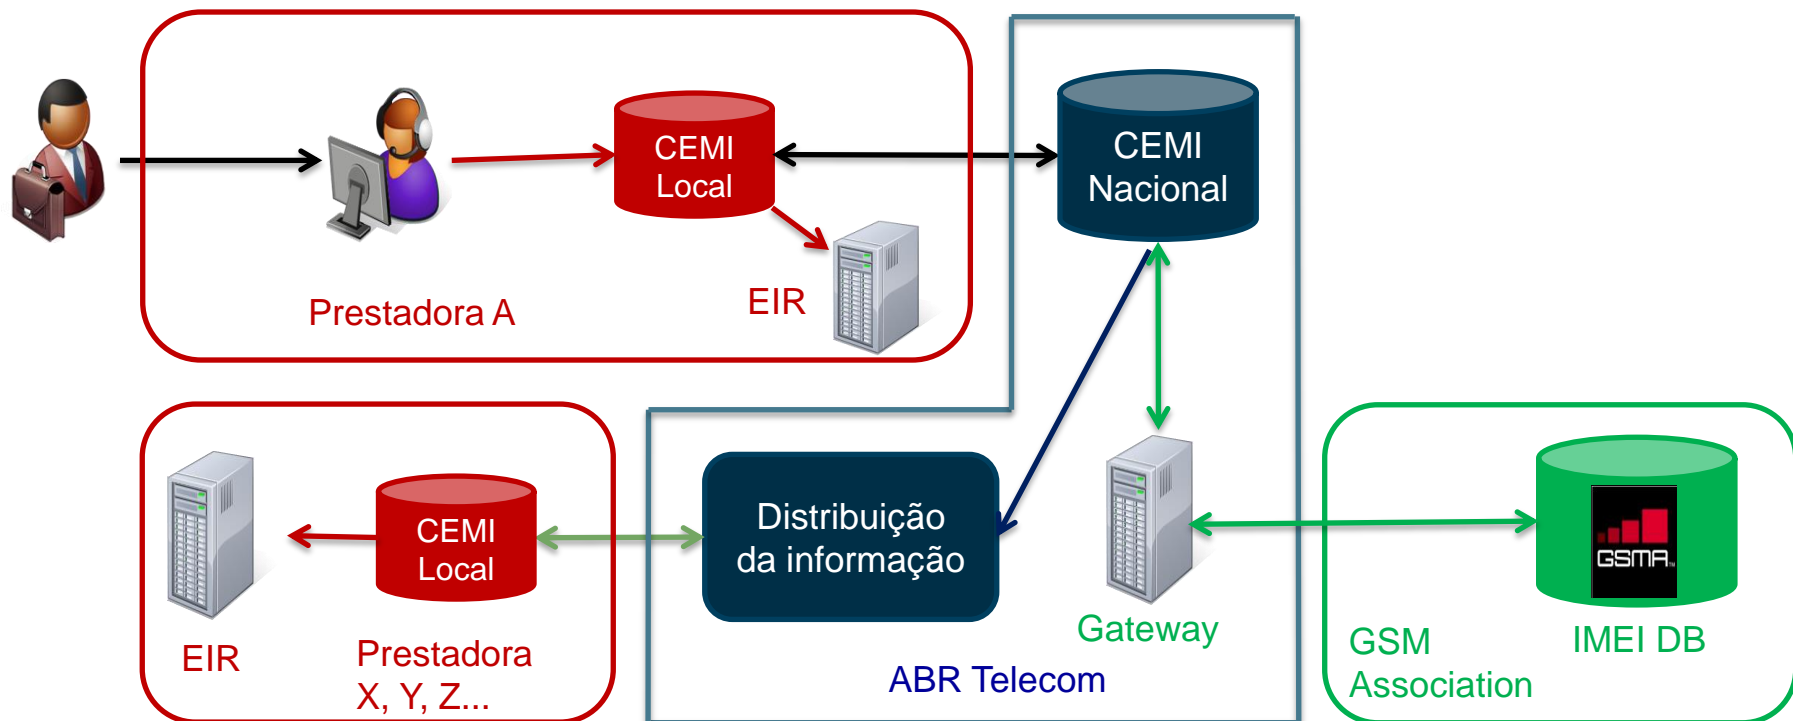 CEMI
Local
EIR
Prestadora A
CEMI
Nacional
EIR
CEMI
Local
Prestadora
X, Y, Z...
Distribuição
da informação
Gateway
ABR Telecom
GSMA
GSM
Association
IMEI DB